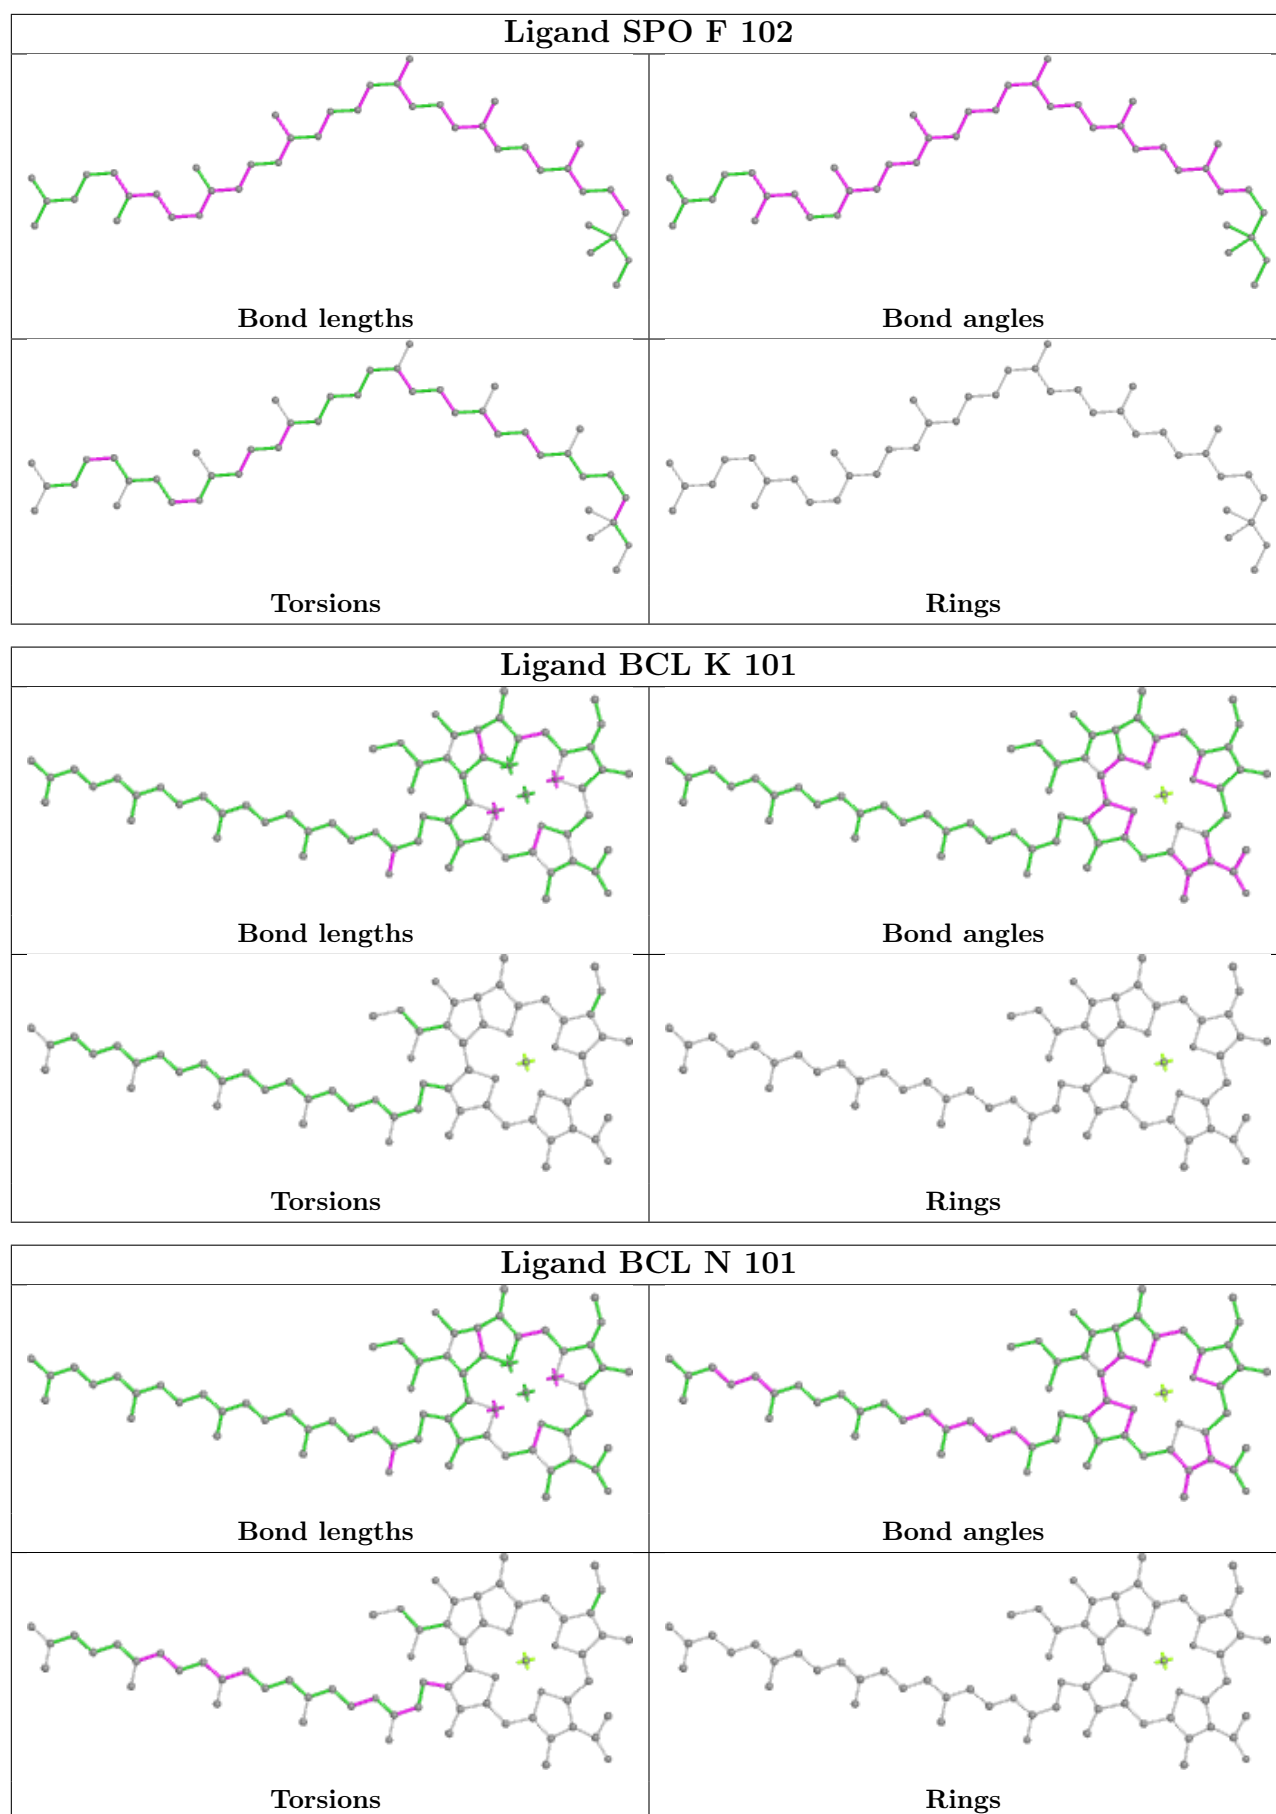 Ligand SPO F 102
Bond lengths
Bond angles
Torsions
Rings
Ligand BCL K 101
Bond lengths
Bond angles
Torsions
Rings
Ligand BCL N 101
Bond lengths
Bond angles
Torsions
Rings